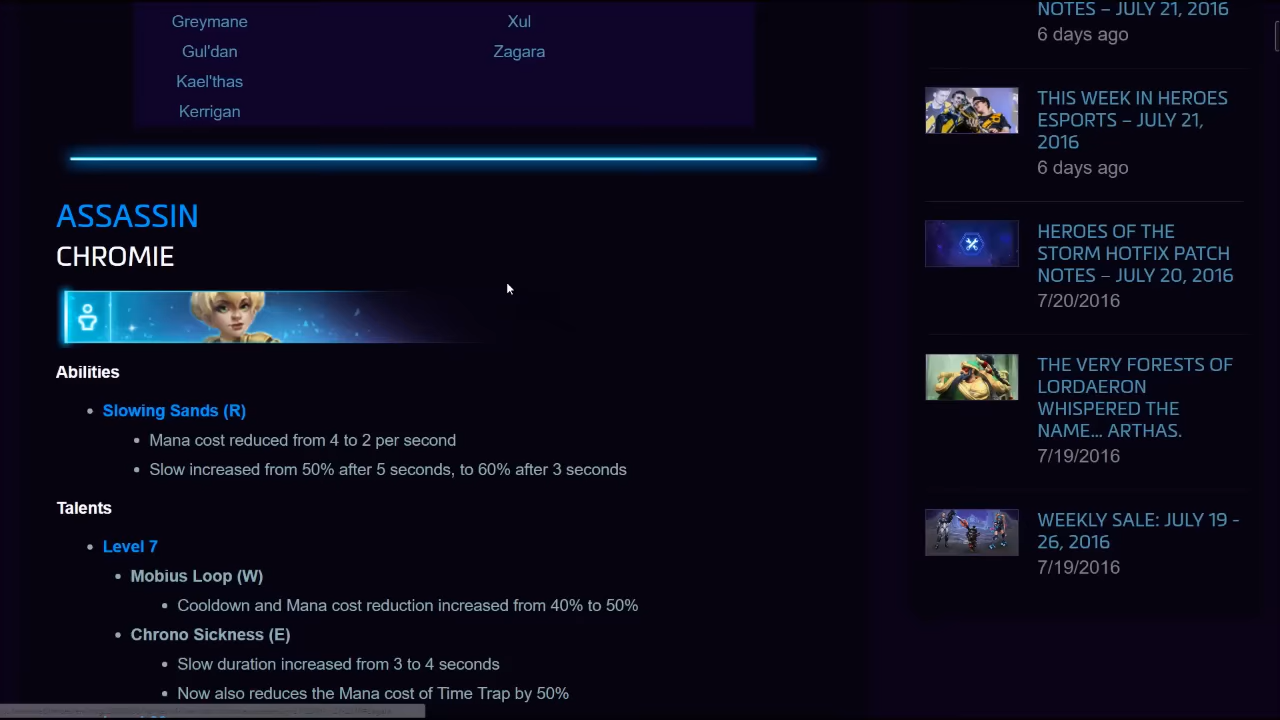 Greymane
Xul
Gul'dan
Zagara
Kael'thas
Kerrigan
ASSASSIN
CHROMIE
Abilities
Slowing Sands (R)
Mana cost reduced from 4 to 2 per second
Slow increased from 50% after 5 seconds, to 60% after 3 seconds
Talents
Level 7
Mobius Loop (W)
Cooldown and Mana cost reduction increased from 40% to 50%
Chrono Sickness (E)
Slow duration increased from 3 to 4 seconds
Now also reduces the Mana cost of Time Trap by 50%
NOTES – JULY 21, 2016
6 days ago
THIS WEEK IN HEROES
ESPORTS – JULY 21,
2016
6 days ago
HEROES OF THE
STORM HOTFIX PATCH
NOTES – JULY 20, 2016
7/20/2016
THE VERY FORESTS OF
LORDAERON
WHISPERED THE
NAME... ARTHAS.
7/19/2016
WEEKLY SALE: JULY 19 -
26, 2016
7/19/2016